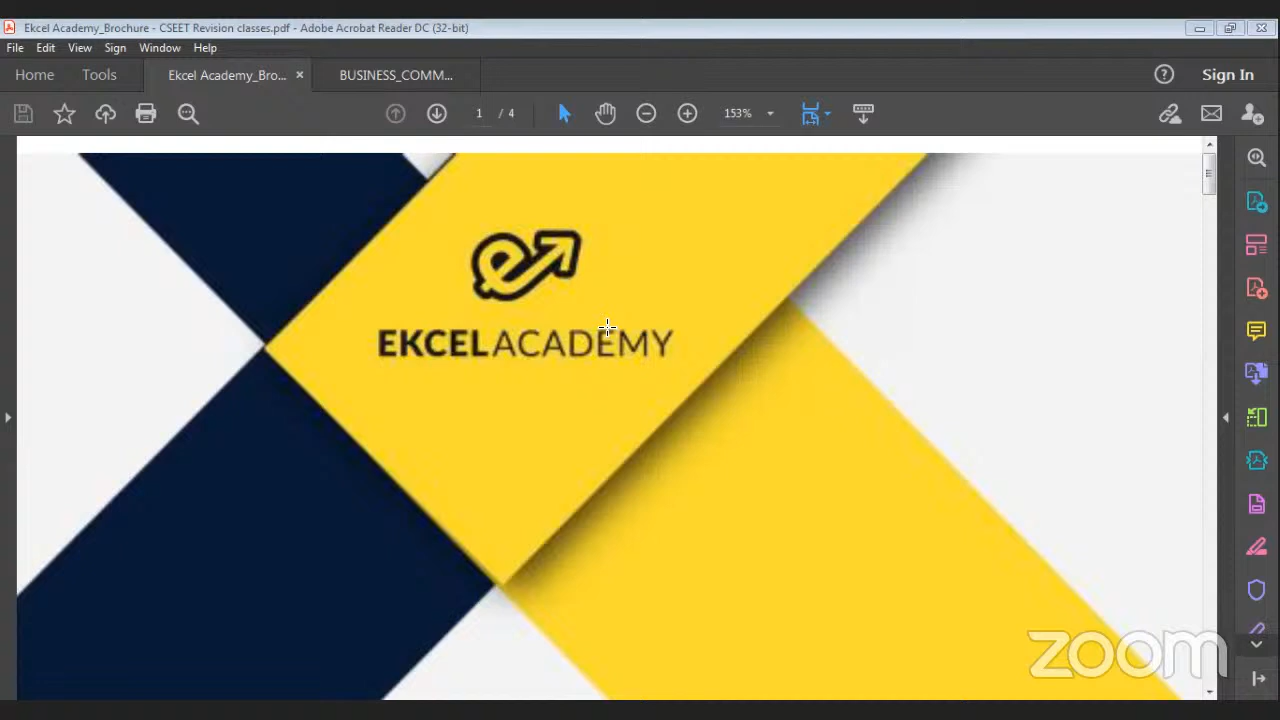 Ekcel Academy_Brochure - CSEET Revision classes.pdf - Adobe Acrobat Reader DC (32-bit)
File Edit View Sign Window Help
Home Tools Ekcel Academy_Bro... × BUSINESS_COMM... Sign In
1 / 4 153%
EKCELACADEMY
zoom